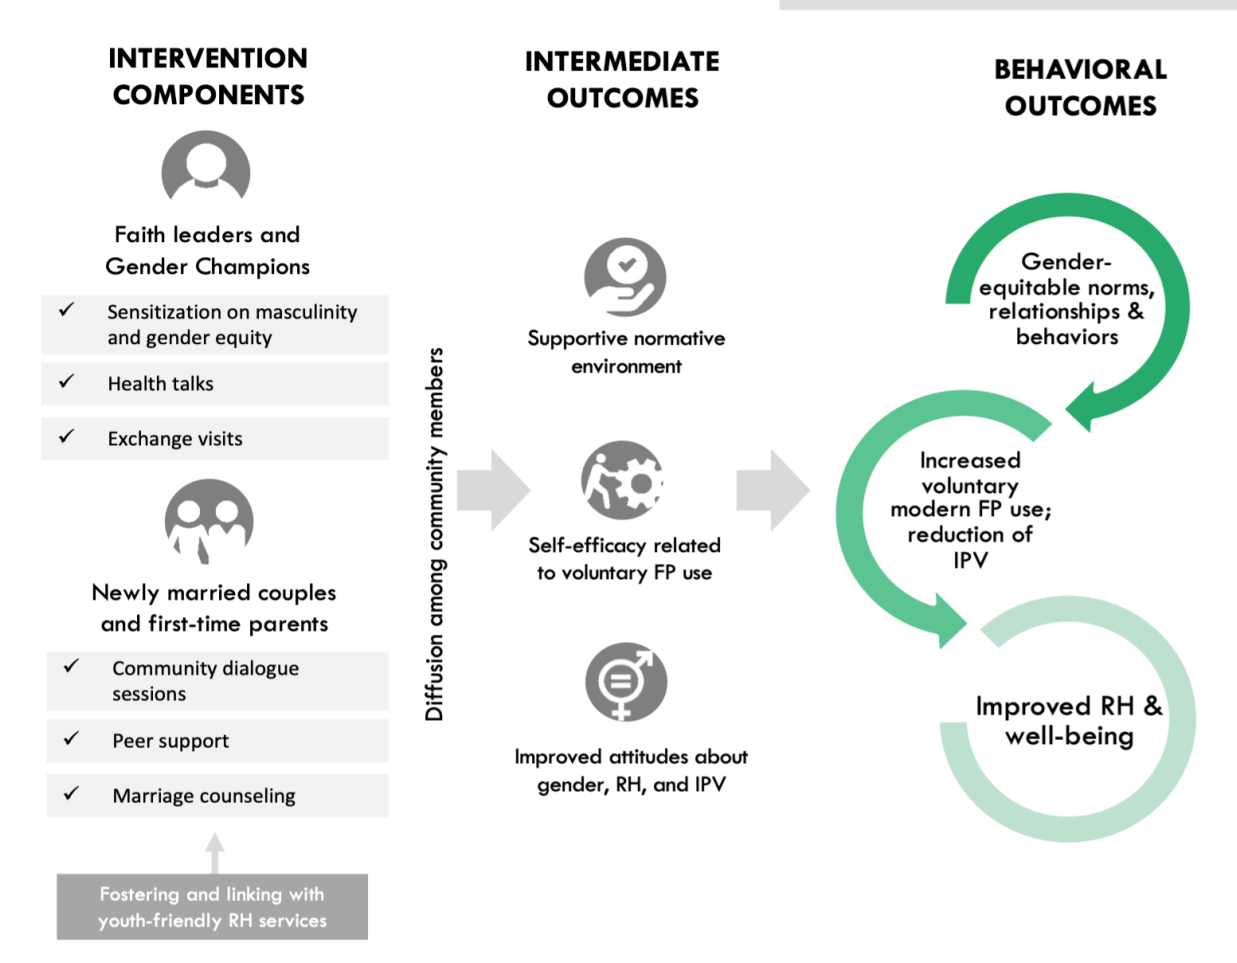 INTERVENTION
COMPONENTS
Faith leaders and
Gender Champions
✓ Sensitization on masculinity
and gender equity
✓ Health talks
✓ Exchange visits
Newly married couples
and first-time parents
✓ Community dialogue
sessions
✓ Peer support
✓ Marriage counseling
Fostering and linking with
youth-friendly RH services
Diffusion among community members
INTERMEDIATE
OUTCOMES
Supportive normative
environment
Self-efficacy related
to voluntary FP use
Improved attitudes about
gender, RH, and IPV
BEHAVIORAL
OUTCOMES
Gender-
equitable norms,
relationships &
behaviors
Increased
voluntary
modern FP use;
reduction of
IPV
Improved RH &
well-being